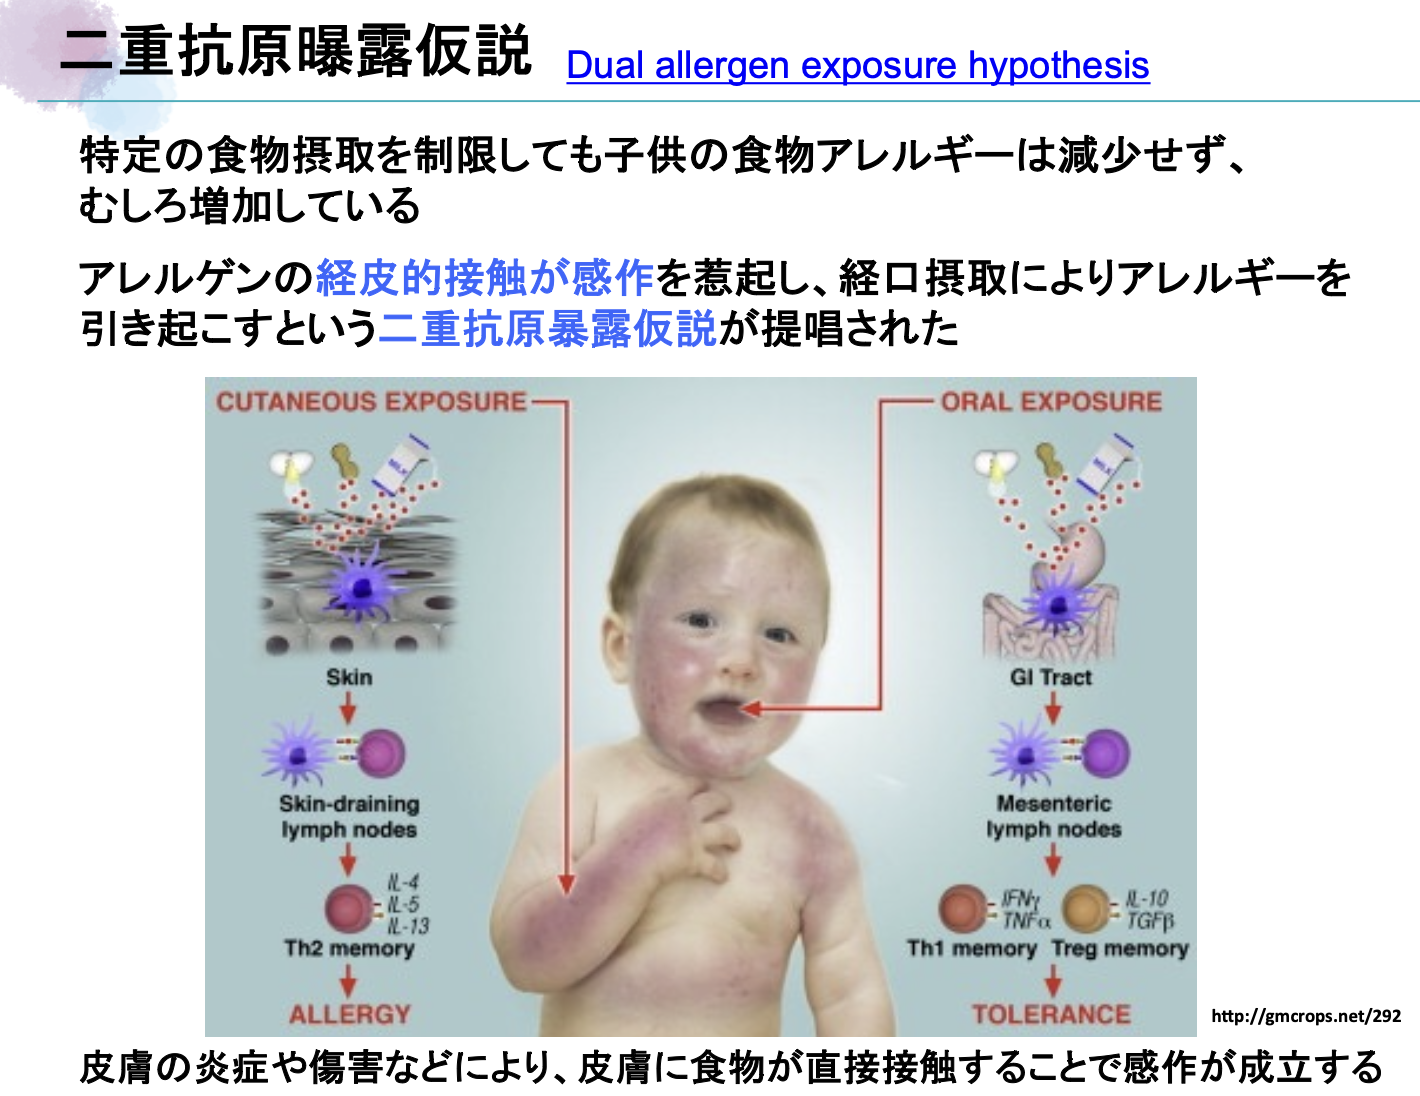 二重抗原曝露仮説 Dual allergen exposure hypothesis
特定の食物摂取を制限しても子供の食物アレルギーは減少せず、
むしろ増加している
アレルゲンの経皮的接触が感作を惹起し、経口摂取によりアレルギーを
引き起こすという二重抗原暴露仮説が提唱された
CUTANEOUS EXPOSURE
MILK
Skin
Skin-draining
lymph nodes
IL-4
IL-5
IL-13
Th2 memory
ALLERGY
ORAL EXPOSURE
MILK
GI Tract
Mesenteric
lymph nodes
IFNγ
TNFα
IL-10
TGFβ
Th1 memory Treg memory
TOLERANCE
http://gmcrops.net/292
皮膚の炎症や傷害などにより、皮膚に食物が直接接触することで感作が成立する